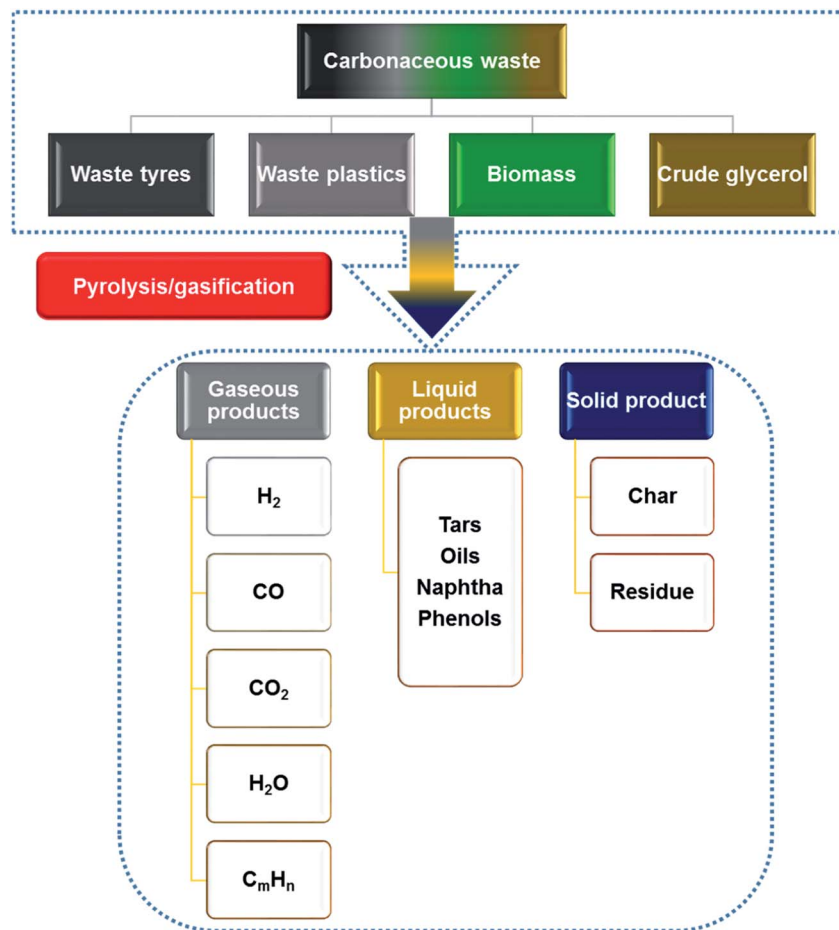 Carbonaceous waste
Waste tyres
Waste plastics
Biomass
Crude glycerol
Pyrolysis/gasification
Gaseous
products
Liquid
products
Solid product
H₂
CO
CO₂
H₂O
CₘHₙ
Tars
Oils
Naphtha
Phenols
Char
Residue